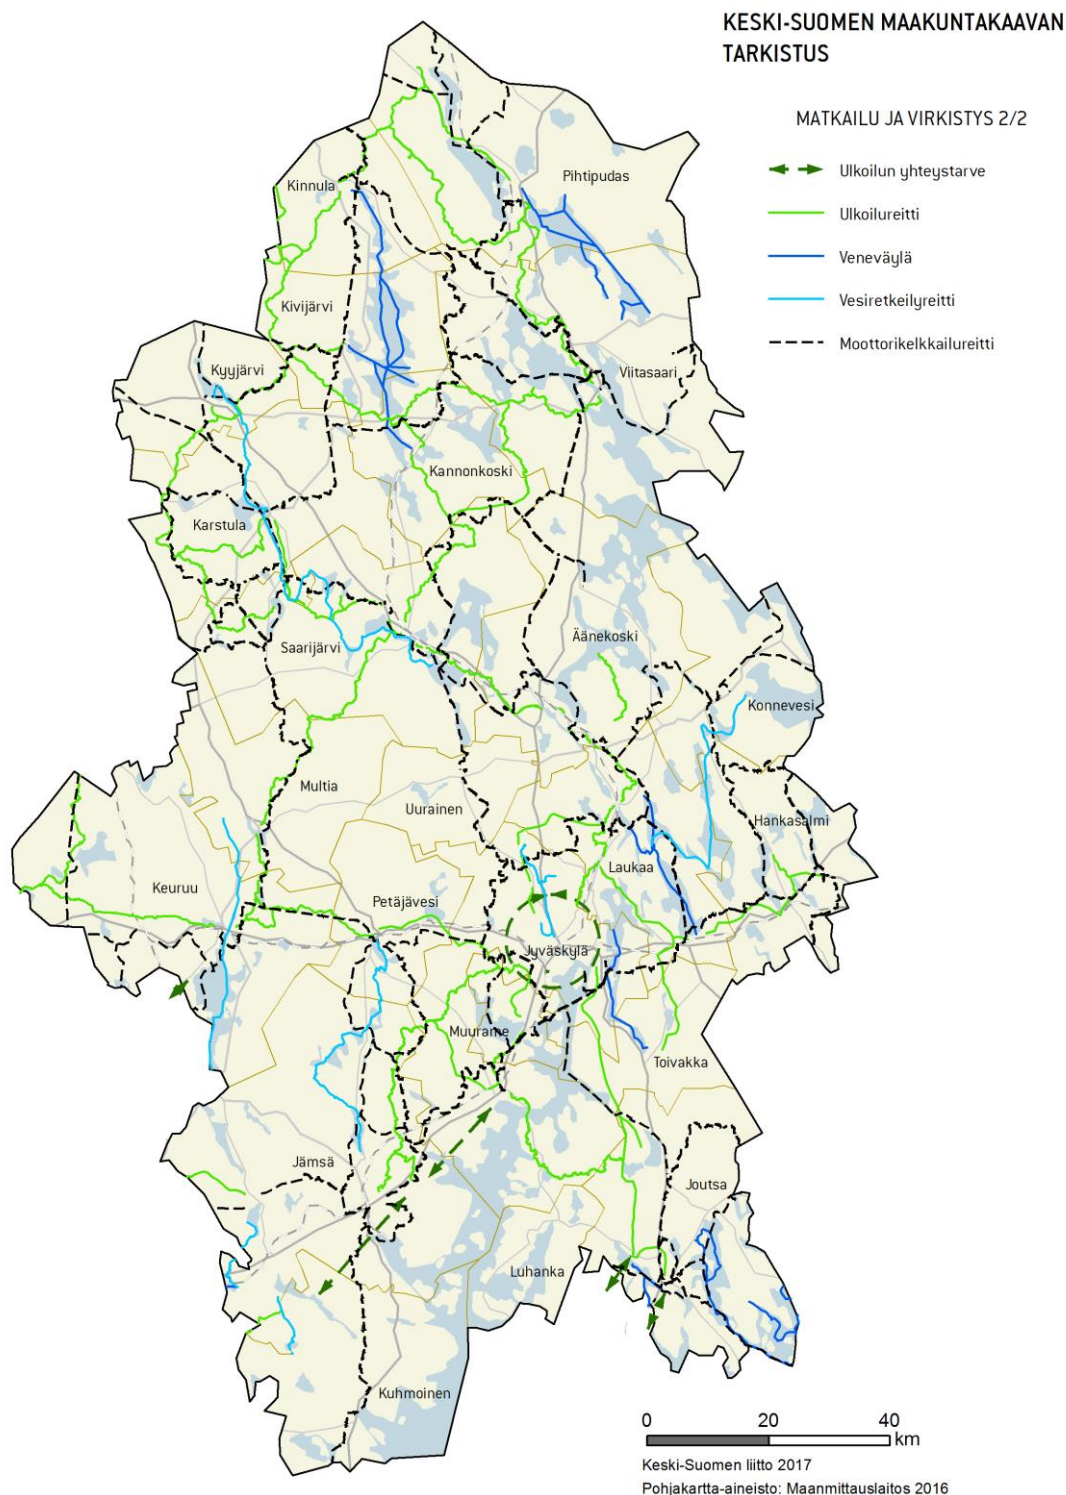 KESKI-SUOMEN MAAKUNTAKAAVAN
TARKISTUS
MATKAILU JA VIRKISTYS 2/2
Ulkoilun yhteystarve
Ulkoilureitti
Veneväylä
Vesiretkeilyreitti
Moottorikelkkailureitti
Pihtipudas
Kinnula
Kivijärvi
Kyyjärvi
Viitasaari
Kannonkoski
Karstula
Äänekoski
Saarijärvi
Konnevesi
Multia
Uurainen
Hankasalmi
Laukaa
Keuruu
Petäjävesi
Jyväskylä
Muurame
Toivakka
Jämsä
Joutsa
Luhanka
Kuhmoinen
0 20 40
km
Keski-Suomen liitto 2017
Pohjakartta-aineisto: Maanmittauslaitos 2016